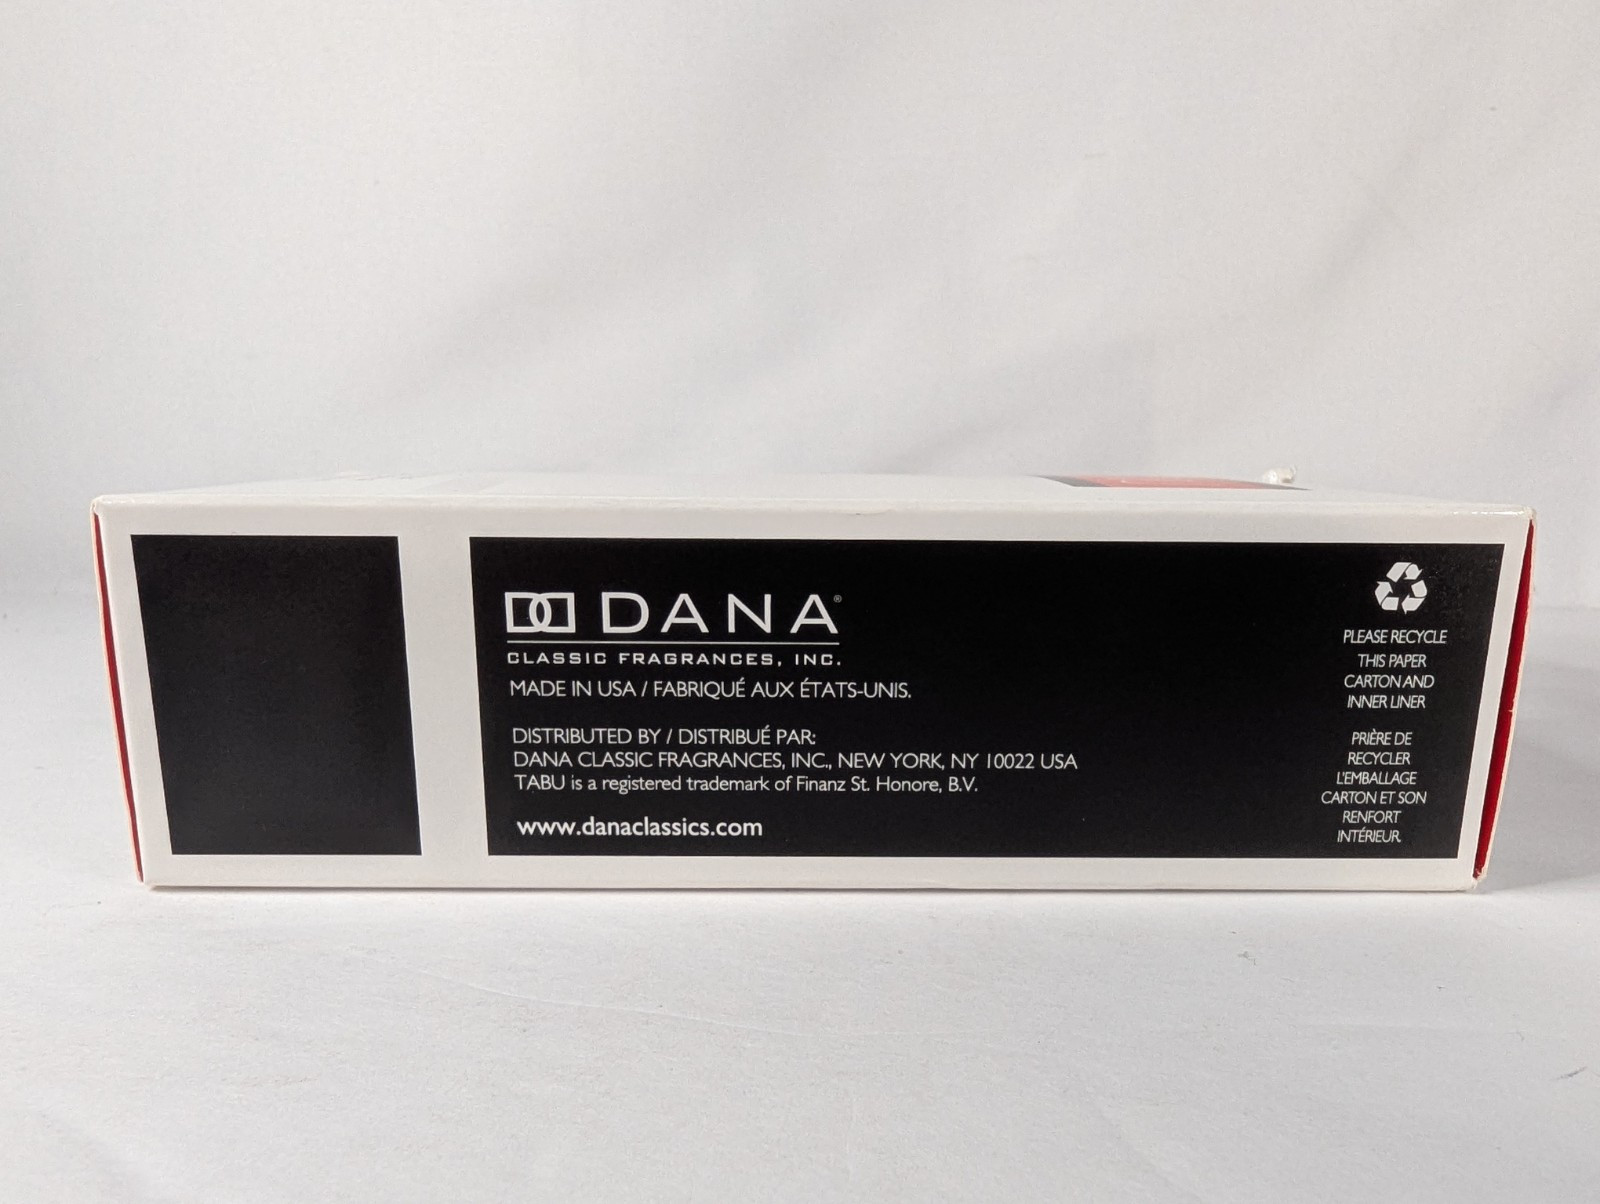 DANA®
CLASSIC FRAGRANCES, INC.
MADE IN USA / FABRIQUÉ AUX ÉTATS-UNIS.
DISTRIBUTED BY / DISTRIBUÉ PAR:
DANA CLASSIC FRAGRANCES, INC., NEW YORK, NY 10022 USA
TABU is a registered trademark of Finanz St. Honore, B.V.
www.danaclassics.com
PLEASE RECYCLE
THIS PAPER
CARTON AND
INNER LINER
PRIÈRE DE
RECYCLER
L'EMBALLAGE
CARTON ET SON
RENFORT
INTÉRIEUR.